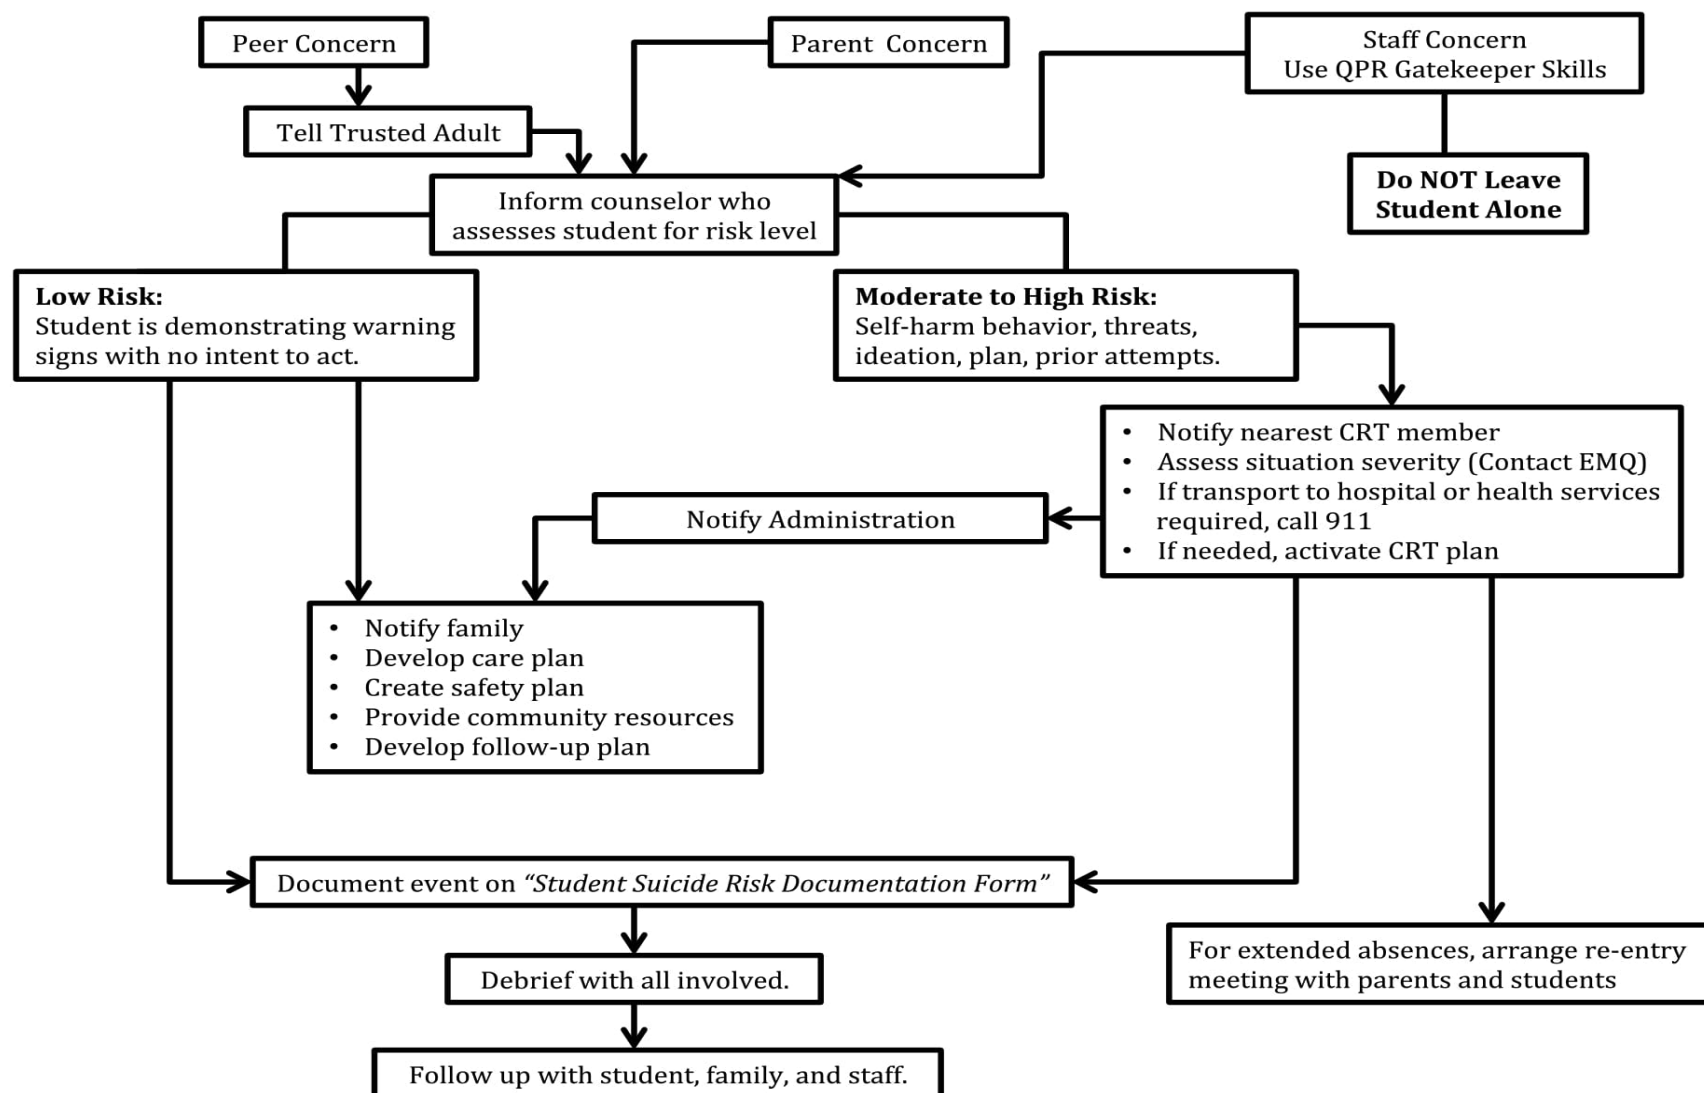 Peer Concern
Parent Concern
Staff Concern
Use QPR Gatekeeper Skills
Tell Trusted Adult
Do NOT Leave
Student Alone
Inform counselor who
assesses student for risk level
Low Risk:
Student is demonstrating warning
signs with no intent to act.
Moderate to High Risk:
Self-harm behavior, threats,
ideation, plan, prior attempts.
• Notify nearest CRT member
• Assess situation severity (Contact EMQ)
• If transport to hospital or health services
required, call 911
• If needed, activate CRT plan
Notify Administration
• Notify family
• Develop care plan
• Create safety plan
• Provide community resources
• Develop follow-up plan
Document event on “Student Suicide Risk Documentation Form”
For extended absences, arrange re-entry
meeting with parents and students
Debrief with all involved.
Follow up with student, family, and staff.